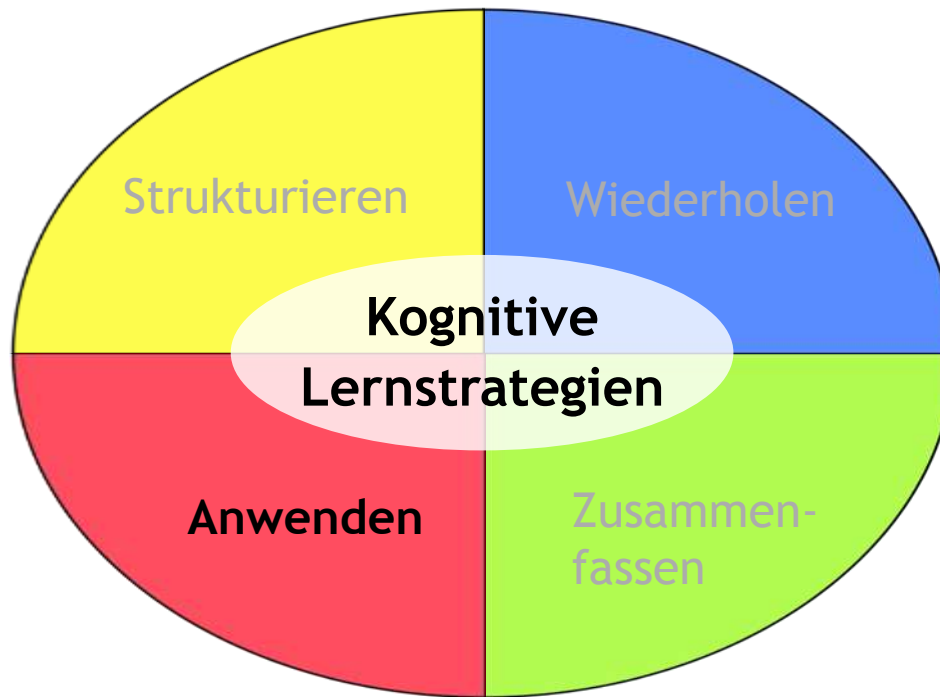 Strukturieren
Wiederholen
Kognitive
Lernstrategien
Anwenden
Zusammen-
fassen